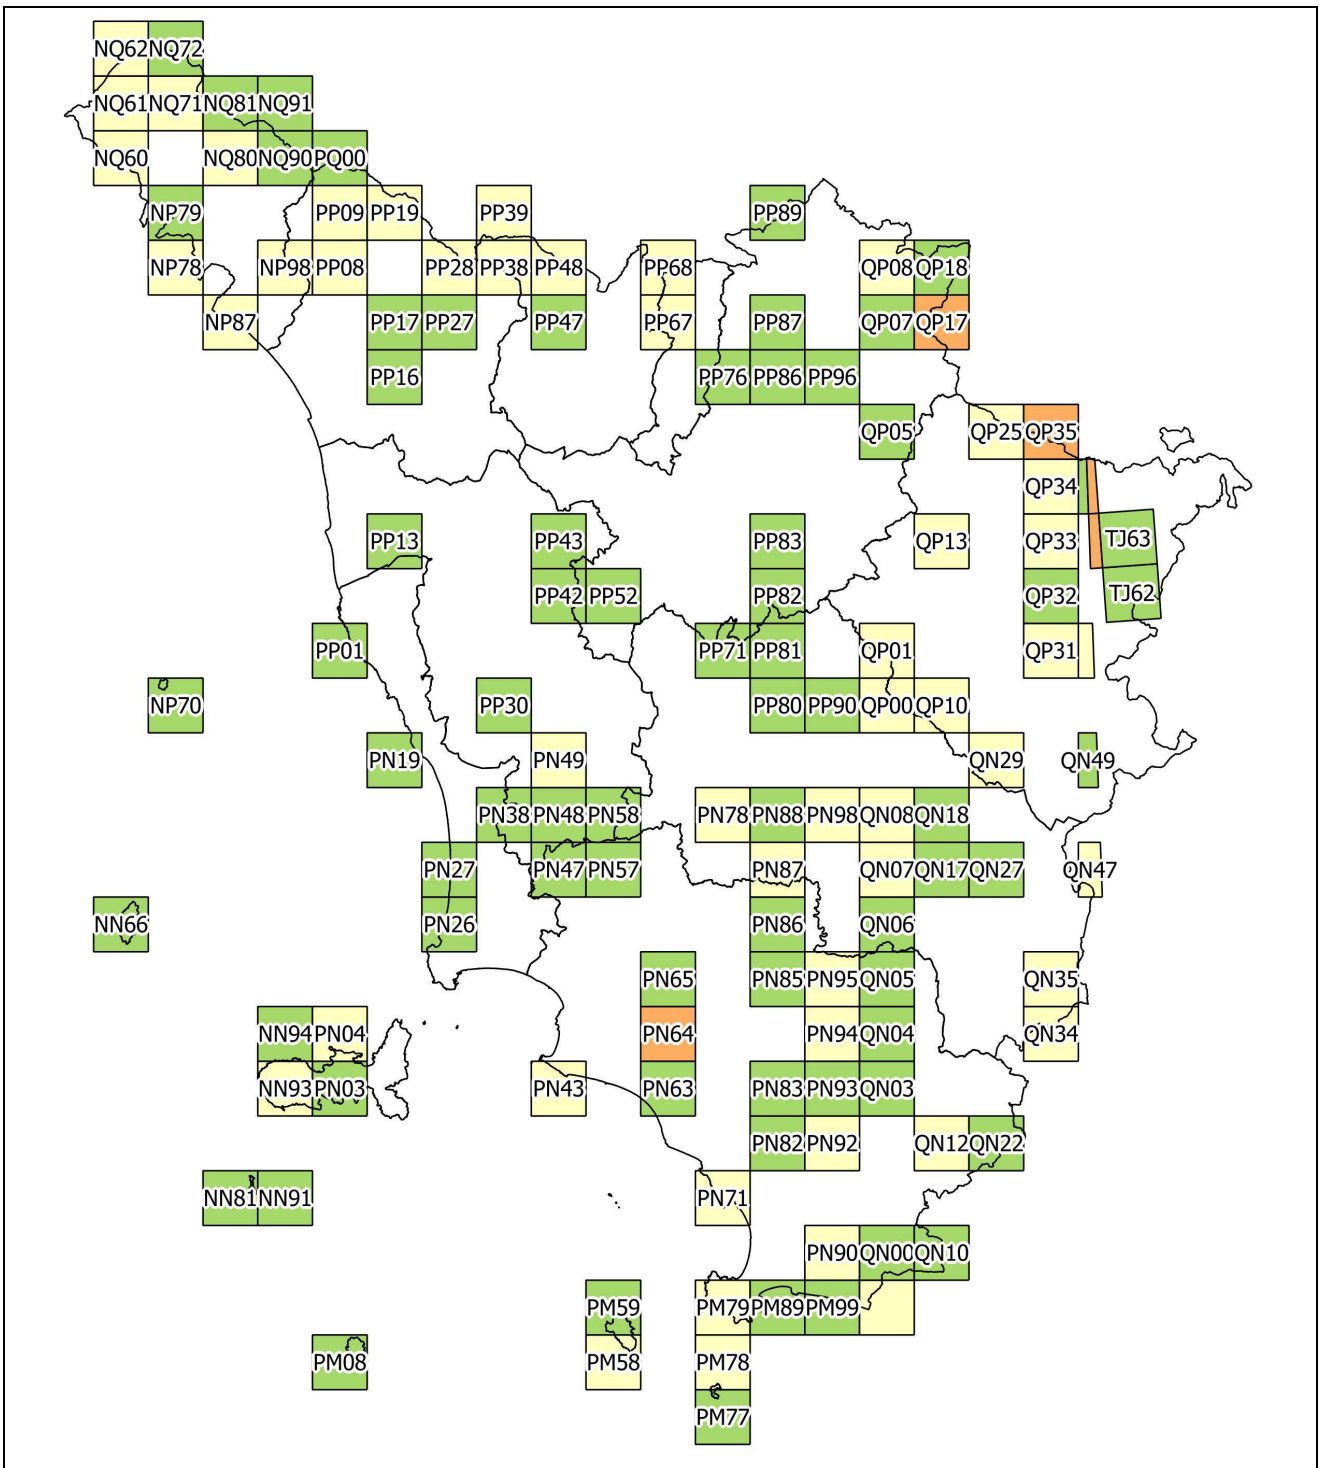 NQ62 NQ72
NQ61 NQ71 NQ81 NQ91
NQ60 NQ80 NQ90 PQ00
NP79 PP09 PP19 PP39 PP89
NP78 NP98 PP08 PP28 PP38 PP48 PP68 QP08 QP18
NP87 PP17 PP27 PP47 PP67 PP87 QP07 QP17
PP16 PP76 PP86 PP96
QP05 QP25 QP35
QP34
PP13 PP43 PP83 QP13 QP33 TJ63
PP42 PP52 PP82 QP32 TJ62
PP01 PP71 PP81 QP01 QP31
NP70 PP30 PP80 PP90 QP00 QP10
PN19 PN49 QN29 QN49
PN38 PN48 PN58 PN78 PN88 PN98 QN08 QN18
PN27 PN47 PN57 PN87 QN07 QN17 QN27 QN47
NN66 PN26 PN86 QN06
PN65 PN85 PN95 QN05 QN35
NN94 PN04 PN64 PN94 QN04 QN34
NN93 PN03 PN43 PN63 PN83 PN93 QN03
PN82 PN92 QN12 QN22
NN81 NN91 PN71
PN90 QN00 QN10
PM59 PM79 PM89 PM99
PM08 PM58 PM78
PM77